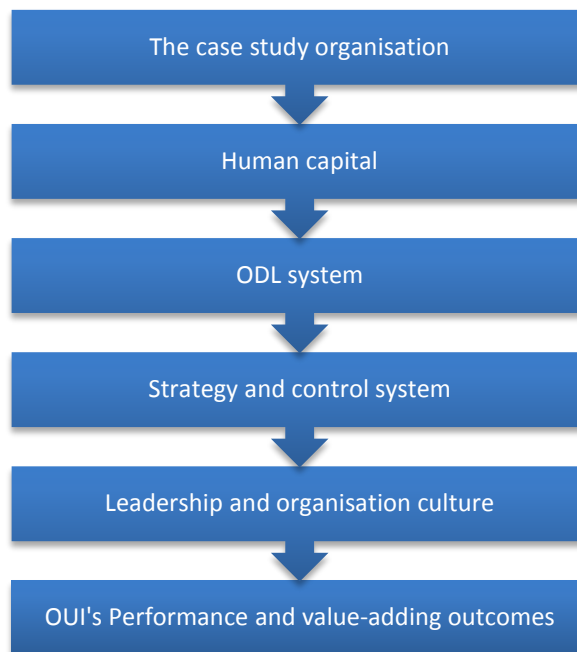 The case study organisation
Human capital
ODL system
Strategy and control system
Leadership and organisation culture
OUI's Performance and value-adding outcomes